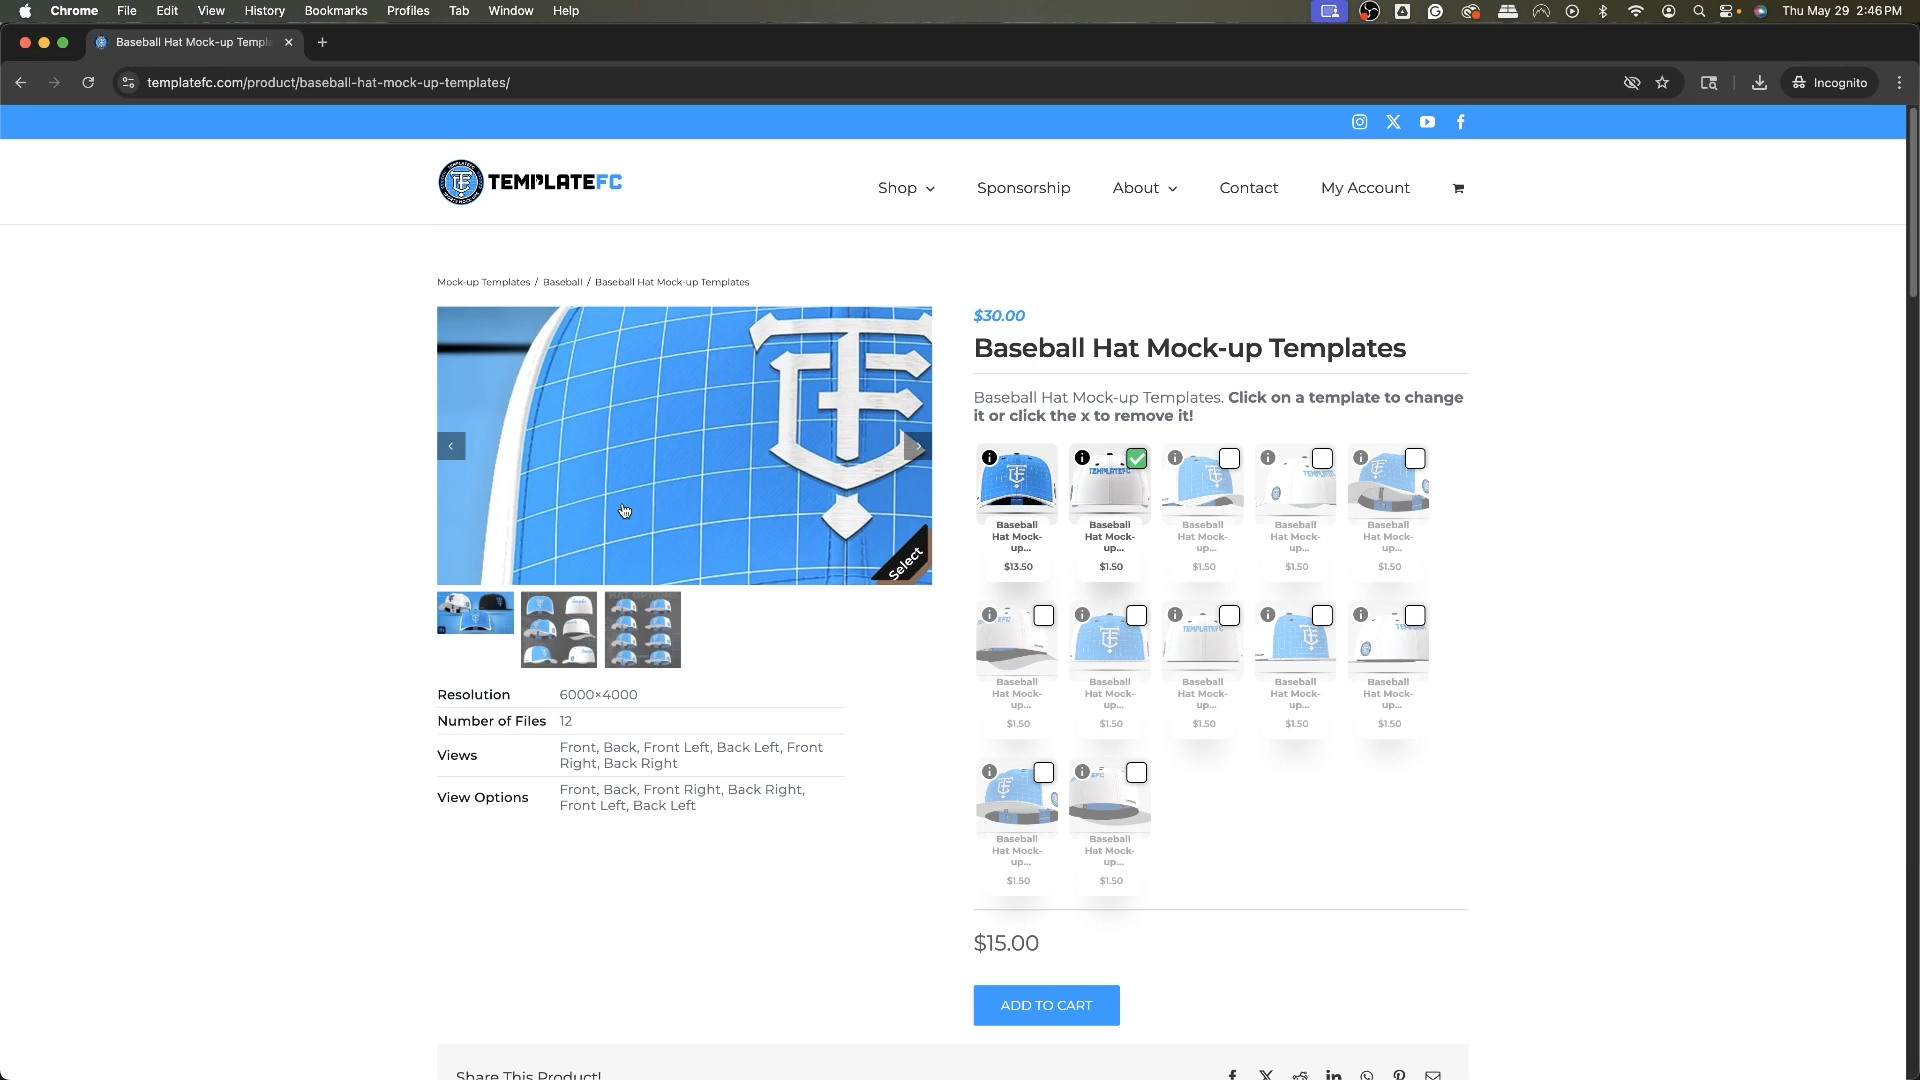 Chrome File Edit View History Bookmarks Profiles Tab Window Help
Thu May 29 2:46 PM
Baseball Hat Mock-up Templa
templatefc.com/product/baseball-hat-mock-up-templates/
Incognito
TEMPLATEFC
Shop Sponsorship About Contact My Account
Mock-up Templates / Baseball / Baseball Hat Mock-up Templates
Select
Resolution 6000×4000
Number of Files 12
Views Front, Back, Front Left, Back Left, Front
Right, Back Right
View Options Front, Back, Front Right, Back Right,
Front Left, Back Left
$30.00
Baseball Hat Mock-up Templates
Baseball Hat Mock-up Templates. Click on a template to change
it or click the x to remove it!
Baseball Hat Mock-up... $13.50
Baseball Hat Mock-up... $1.50
Baseball Hat Mock-up... $1.50
Baseball Hat Mock-up... $1.50
Baseball Hat Mock-up... $1.50
Baseball Hat Mock-up... $1.50
Baseball Hat Mock-up... $1.50
Baseball Hat Mock-up... $1.50
Baseball Hat Mock-up... $1.50
Baseball Hat Mock-up... $1.50
Baseball Hat Mock-up... $1.50
Baseball Hat Mock-up... $1.50
$15.00
ADD TO CART
Share This Product!